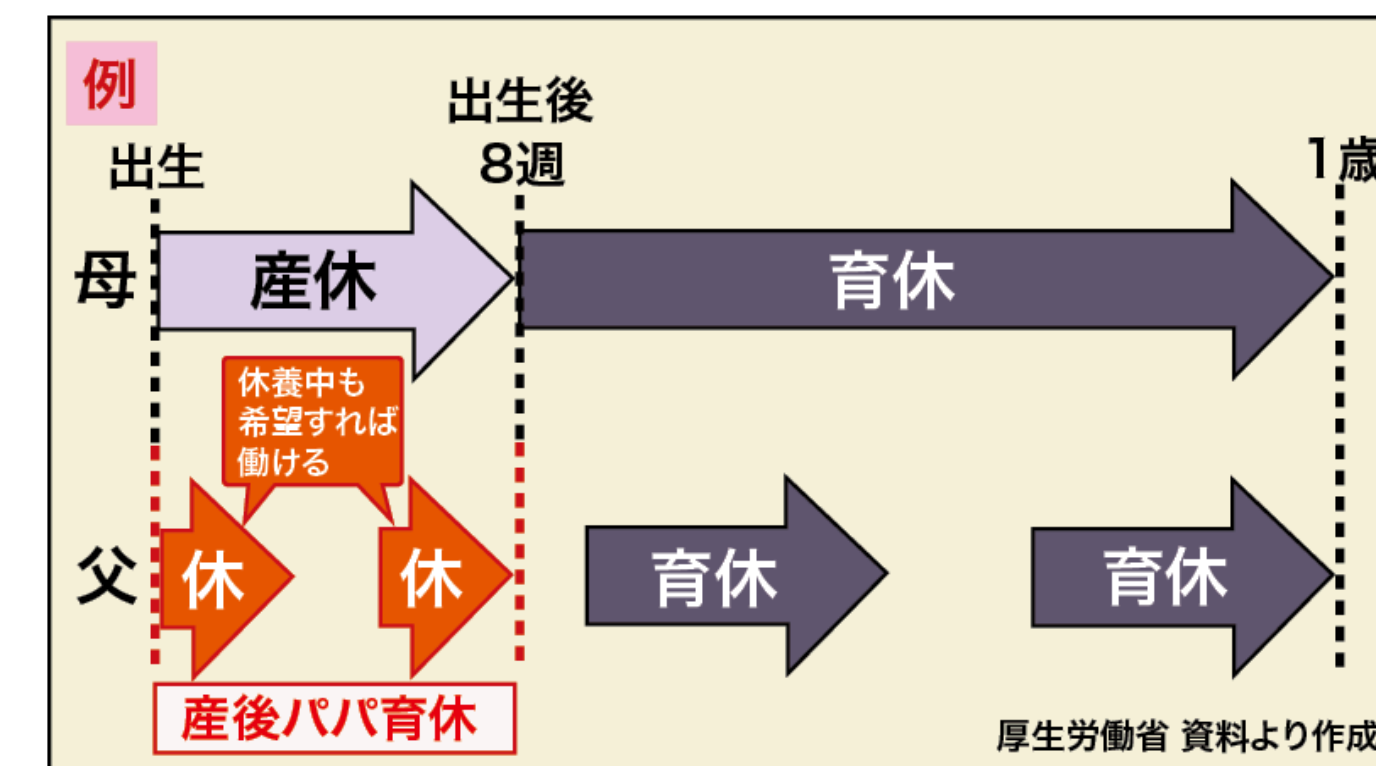 例
出生
出生後
8週
1歳
母
産休
育休
休養中も
希望すれば
働ける
父
休
休
育休
育休
産後パパ育休
厚生労働省 資料より作成